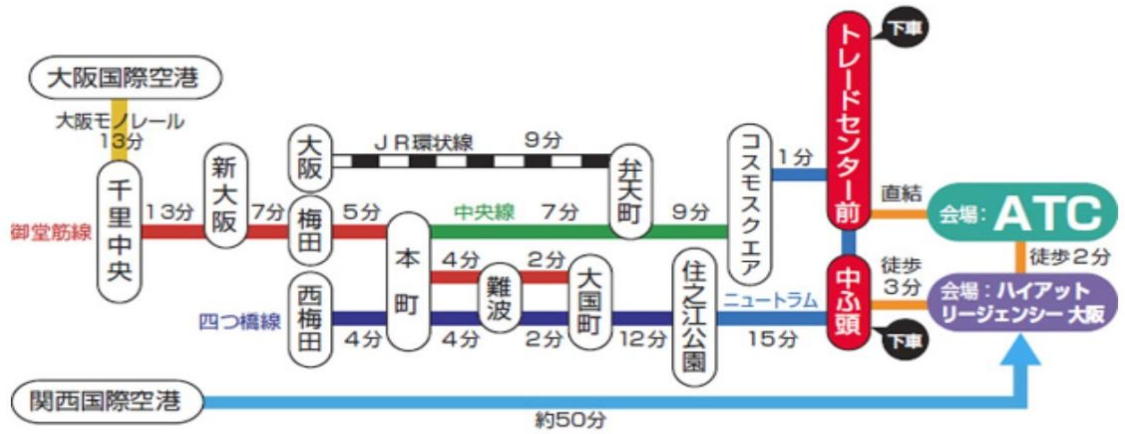 大阪国際空港
大阪モノレール
13分
千里中央
御堂筋線
13分
新大阪
7分
大阪
梅田
JR環状線
9分
5分
本町
中央線
7分
弁天町
9分
コスモスクエア
1分
トレードセンター前
下車
直結
会場：ATC
徒歩2分
四つ橋線
西梅田
4分
4分
難波
2分
大国町
4分
2分
12分
住之江公園
ニュートラム
15分
中ふ頭
下車
徒歩
3分
会場：ハイアット
リージェンシー 大阪
関西国際空港
約50分